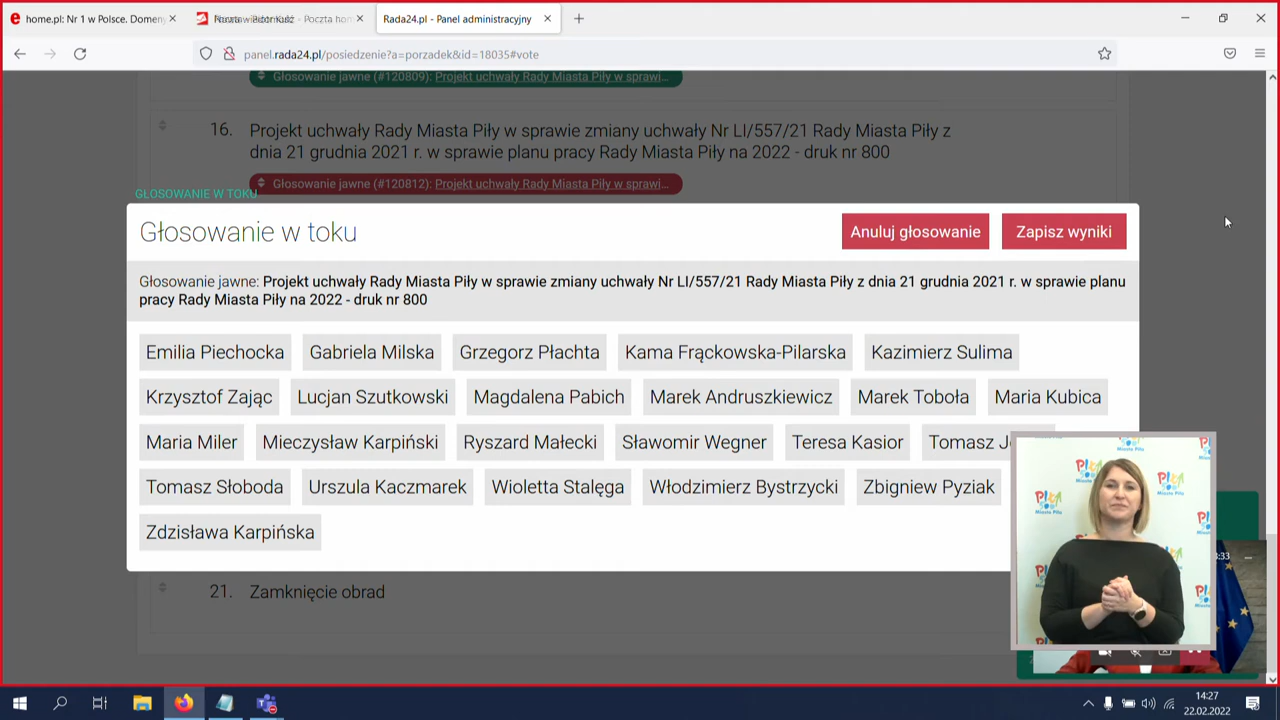 home.pl: Nr 1 w Polsce. Domeny
Poczta home
Rada24.pl - Panel administracyjny
panel.rada24.pl/posiedzenie?a=porzadek&id=18035#vote
Głosowanie jawne (#120809): Projekt uchwały Rady Miasta Piły w sprawi...
16. Projekt uchwały Rady Miasta Piły w sprawie zmiany uchwały Nr LI/557/21 Rady Miasta Piły z
dnia 21 grudnia 2021 r. w sprawie planu pracy Rady Miasta Piły na 2022 - druk nr 800
Głosowanie jawne (#120812): Projekt uchwały Rady Miasta Piły w sprawi...
GŁOSOWANIE W TOKU
Głosowanie w toku
Anuluj głosowanie
Zapisz wyniki
Głosowanie jawne: Projekt uchwały Rady Miasta Piły w sprawie zmiany uchwały Nr LI/557/21 Rady Miasta Piły z dnia 21 grudnia 2021 r. w sprawie planu
pracy Rady Miasta Piły na 2022 - druk nr 800
Emilia Piechocka Gabriela Milska Grzegorz Płachta Kama Frąckowska-Pilarska Kazimierz Sulima
Krzysztof Zając Lucjan Szutkowski Magdalena Pabich Marek Andruszkiewicz Marek Toboła Maria Kubica
Maria Miler Mieczysław Karpiński Ryszard Małecki Sławomir Wegner Teresa Kasior Tomasz
Tomasz Słoboda Urszula Kaczmarek Wioletta Stalęga Włodzimierz Bystrzycki Zbigniew Pyziak
Zdzisława Karpińska
21. Zamknięcie obrad
14:27
22.02.2022